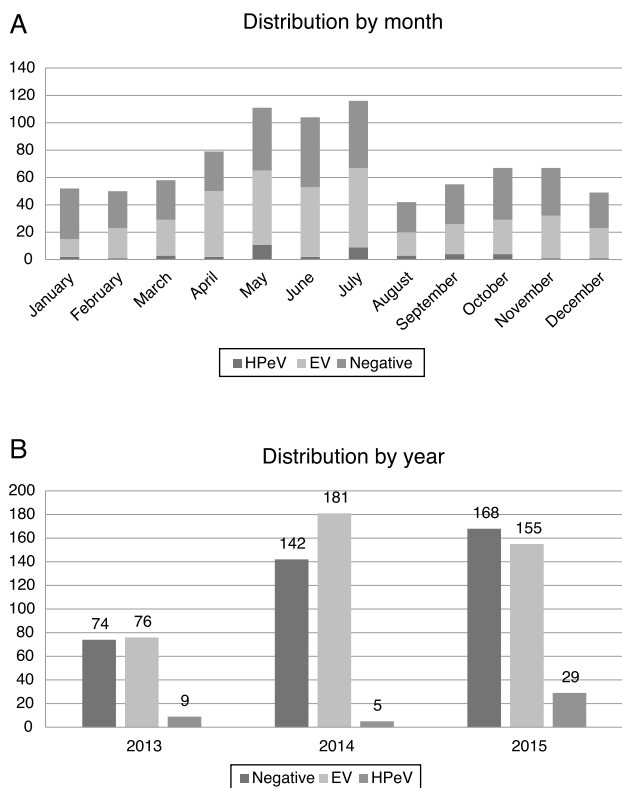 A
Distribution by month
140
120
100
80
60
40
20
0
January
February
March
April
May
June
July
August
September
October
November
December
HPeV EV Negative
B
Distribution by year
200
180
160
140
120
100
80
60
40
20
0
74
76
9
142
181
5
168
155
29
2013
2014
2015
Negative EV HPeV